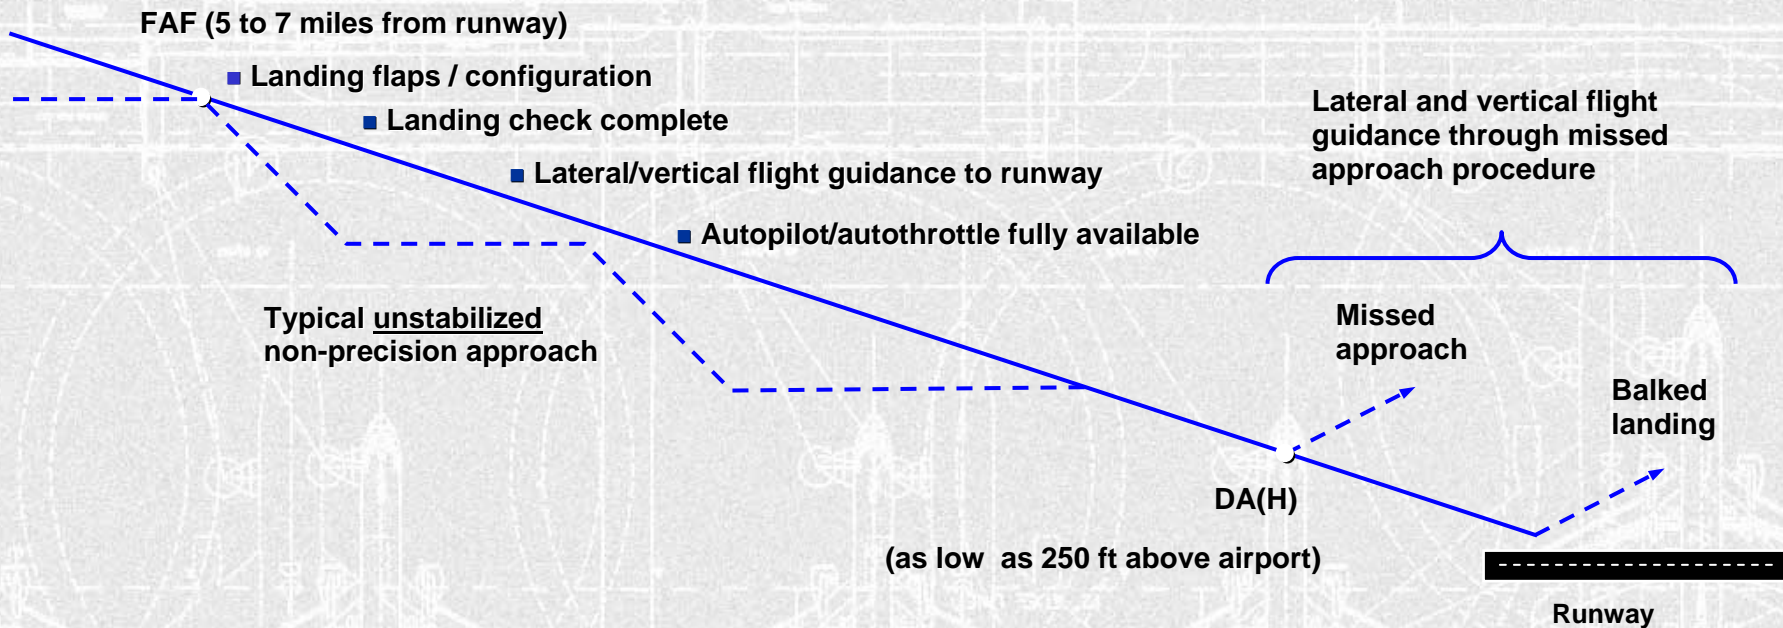 FAF (5 to 7 miles from runway)
Landing flaps / configuration
Landing check complete
Lateral/vertical flight guidance to runway
Autopilot/autothrottle fully available
Lateral and vertical flight
guidance through missed
approach procedure
Typical unstabilized
non-precision approach
Missed
approach
Balked
landing
DA(H)
(as low as 250 ft above airport)
Runway